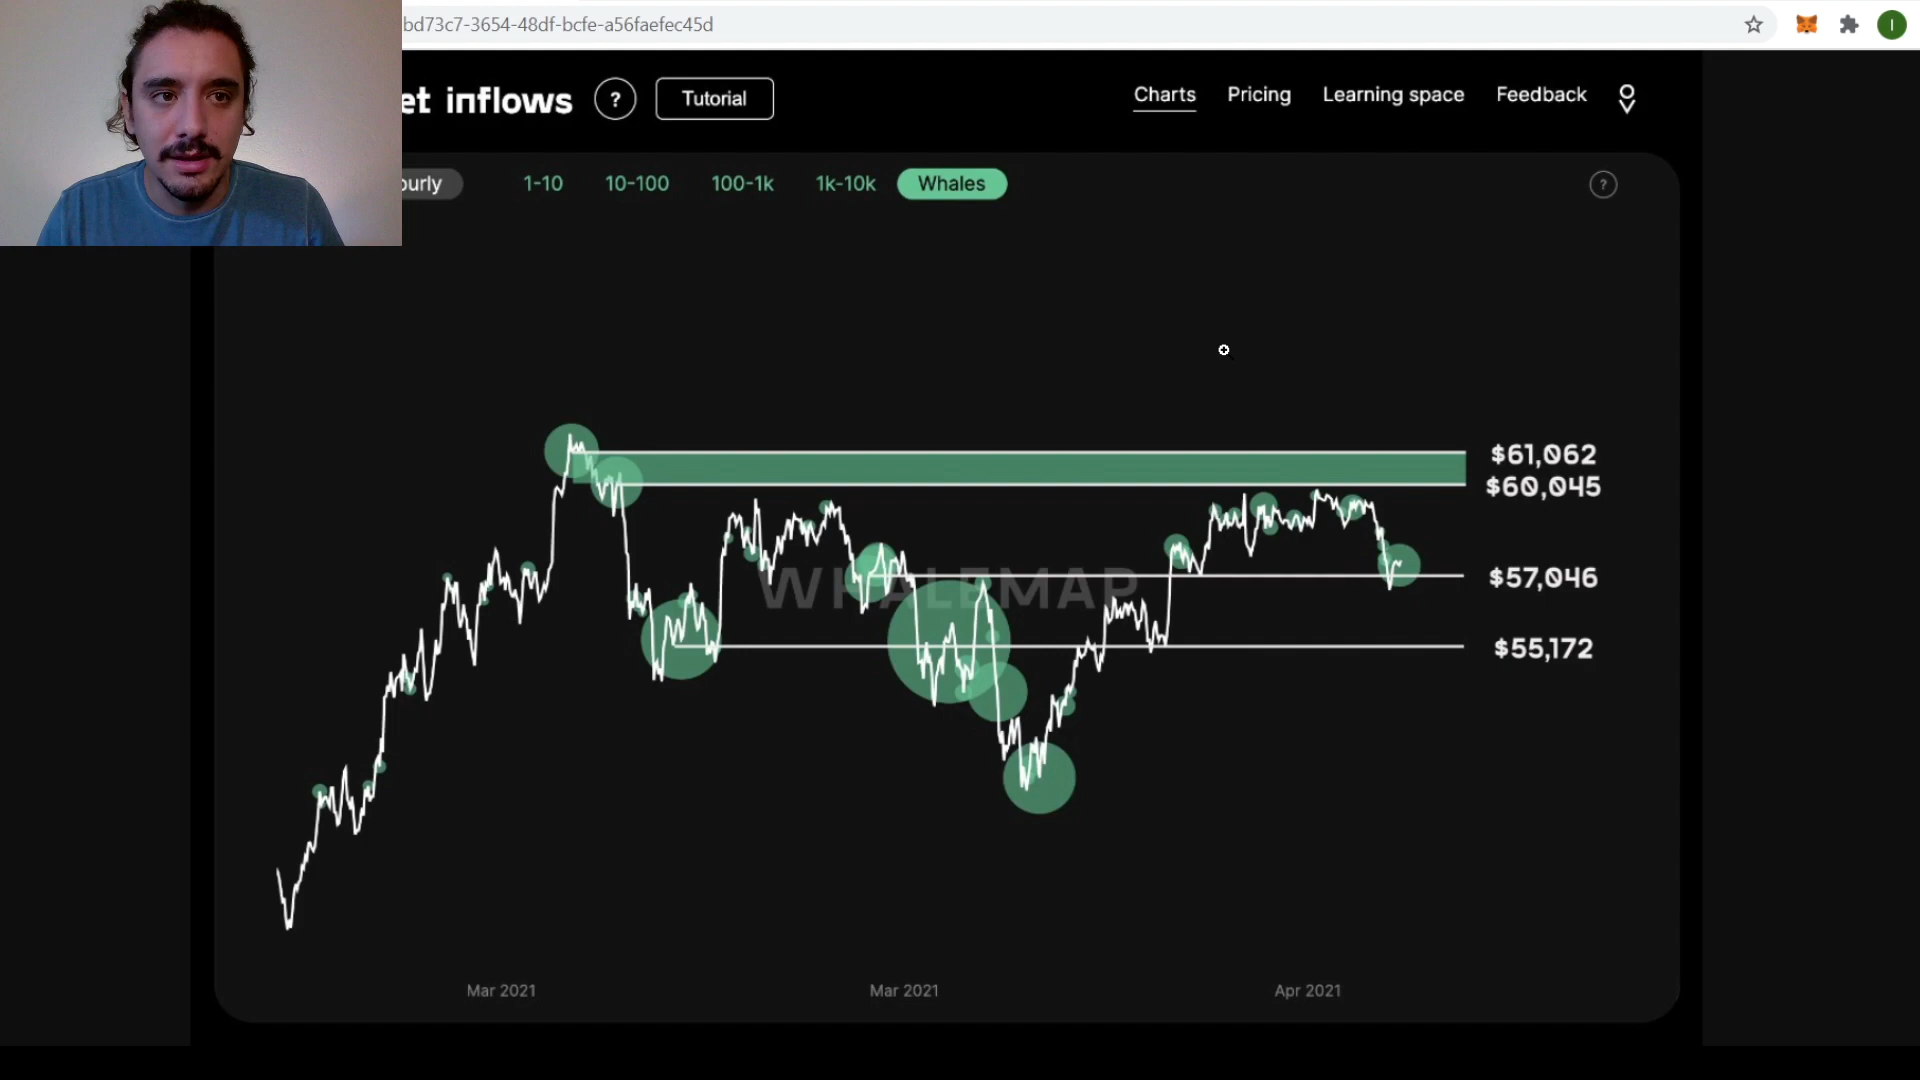 bd73c7-3654-48df-bcfe-a56faefec45d
I
et inflows
?
Tutorial
Charts
Pricing
Learning space
Feedback
ourly
1-10
10-100
100-1k
1k-10k
Whales
?
$61,062
$60,045
WHALEMAP
$57,046
$55,172
Mar 2021
Mar 2021
Apr 2021